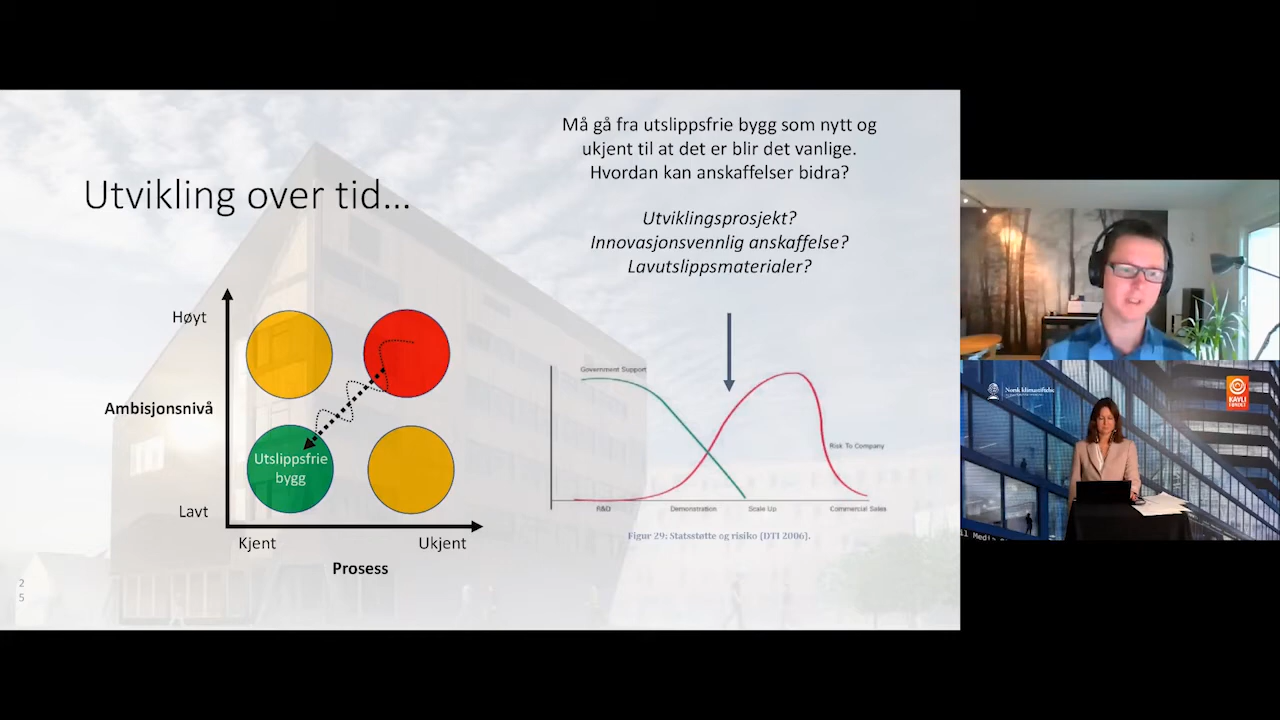 Må gå fra utslippsfrie bygg som nytt og
ukjent til at det er blir det vanlige.
Hvordan kan anskaffelser bidra?
Utvikling over tid...
Utviklingsprosjekt?
Innovasjonsvennlig anskaffelse?
Lavutslippsmaterialer?
Høyt
Ambisjonsnivå
Lavt
Utslippsfrie
bygg
Kjent
Ukjent
Prosess
Government Support
Risk To Company
R&D
Demonstration
Scale Up
Commercial Sales
Figur 29: Statsstøtte og risiko (DTI 2006).
2
5
Norsk klimastiftelse
KAVLI
FONDET